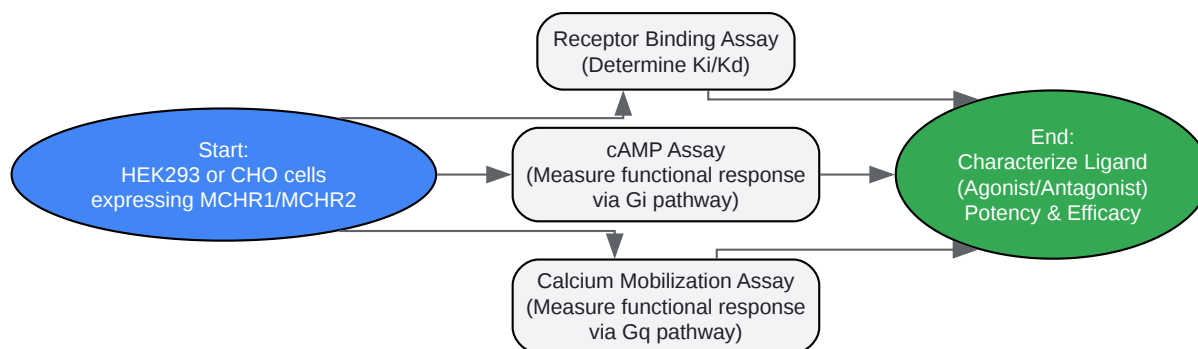 Start:
HEK293 or CHO cells
expressing MCHR1/MCHR2
Receptor Binding Assay
(Determine Ki/Kd)
cAMP Assay
(Measure functional response
via Gi pathway)
Calcium Mobilization Assay
(Measure functional response
via Gq pathway)
End:
Characterize Ligand
(Agonist/Antagonist)
Potency & Efficacy